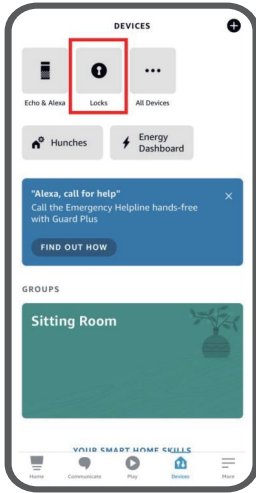 DEVICES
Echo & Alexa
Locks
All Devices
Hunches
Energy
Dashboard
"Alexa, call for help"
Call the Emergency Helpline hands-free
with Guard Plus
FIND OUT HOW
GROUPS
Sitting Room
YOUR SMART HOME SKILLS
Home
Communicate
Play
Devices
More